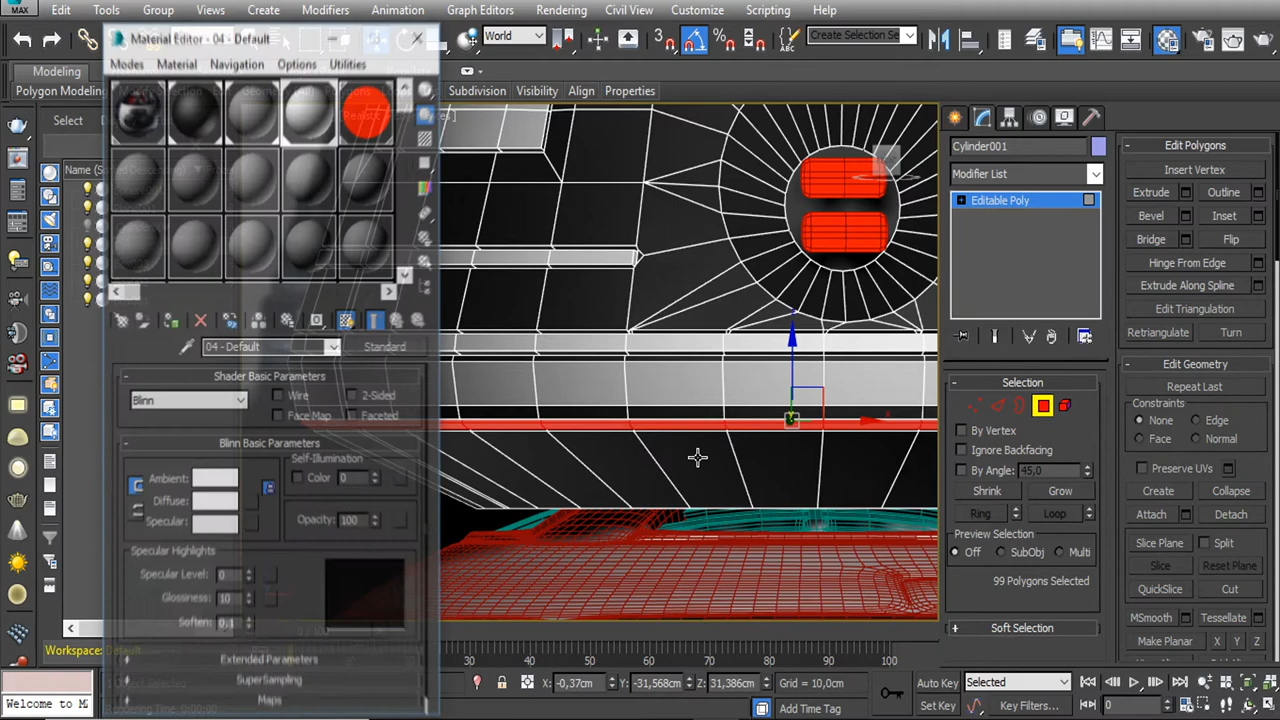 MAX
Edit Tools Group Views Create Modifiers Animation Graph Editors Rendering Civil View Customize Scripting Help
World
Create Selection Se
Material Editor - 04 - Default
Modes Material Navigation Options Utilities
Modeling
Polygon Modeling
Subdivision Visibility Align Properties
Select
Name (S
04 - Default
Standard
Shader Basic Parameters
Blinn
Wire
2-Sided
Face Map
Faceted
Blinn Basic Parameters
Ambient:
Diffuse:
Specular:
Self-Illumination
Color 0
Opacity: 100
Specular Highlights
Specular Level: 0
Glossiness: 10
Soften: 0,1
Extended Parameters
SuperSampling
Maps
Cylinder001
Modifier List
Editable Poly
Selection
By Vertex
Ignore Backfacing
By Angle: 45,0
Shrink Grow
Ring Loop
Preview Selection
Off SubObj Multi
99 Polygons Selected
Soft Selection
Edit Polygons
Insert Vertex
Extrude Outline
Bevel Inset
Bridge Flip
Hinge From Edge
Extrude Along Spline
Edit Triangulation
Retriangulate Turn
Edit Geometry
Repeat Last
Constraints
None Edge
Face Normal
Preserve UVs
Create Collapse
Attach Detach
Slice Plane Split
Slice Reset Plane
QuickSlice Cut
MSmooth Tessellate
Make Planar X Y Z
Workspace: Default
30 40 50 60 70 80 90 100
Welcome to M
Rendering Time 0:00:00
X: -0,37cm Y: -31,568cm Z: 31,386cm Grid = 10,0cm
Add Time Tag
Auto Key Selected
Set Key Key Filters...
0